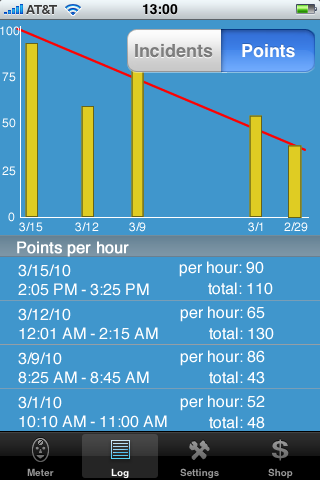 AT&T 13:00
Incidents Points
100
75
50
25
0
3/15 3/12 3/9 3/1 2/29
Points per hour
3/15/10 per hour: 90
2:05 PM - 3:25 PM total: 110
3/12/10 per hour: 65
12:01 AM - 2:15 AM total: 130
3/9/10 per hour: 86
8:25 AM - 8:45 AM total: 43
3/1/10 per hour: 52
10:10 AM - 11:00 AM total: 48
Meter Log Settings Shop